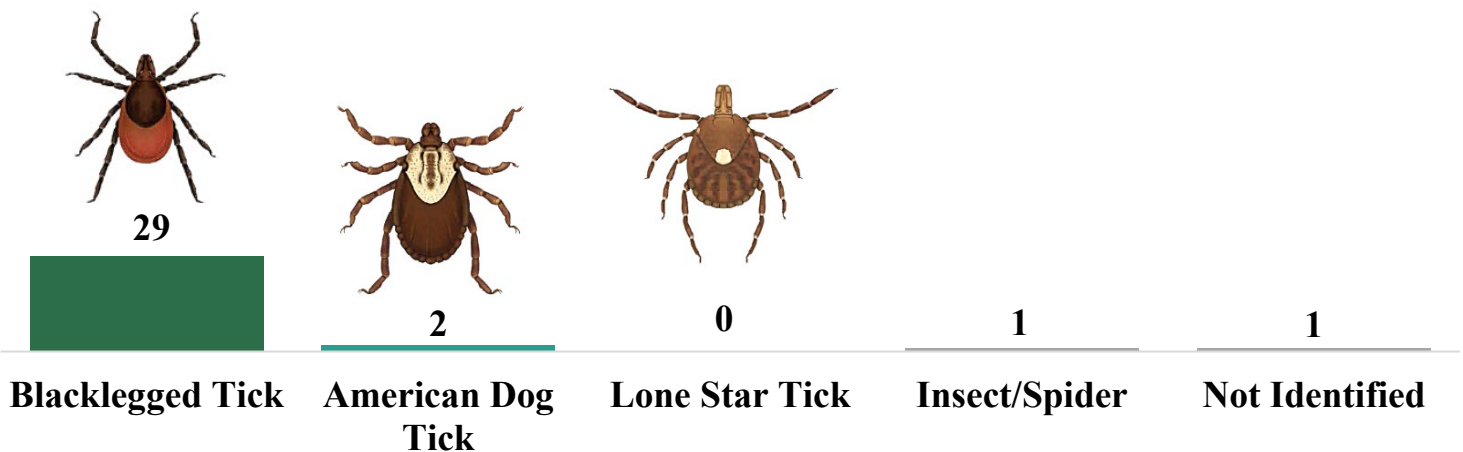 29
2
0
1
1
Blacklegged Tick
American Dog
Tick
Lone Star Tick
Insect/Spider
Not Identified